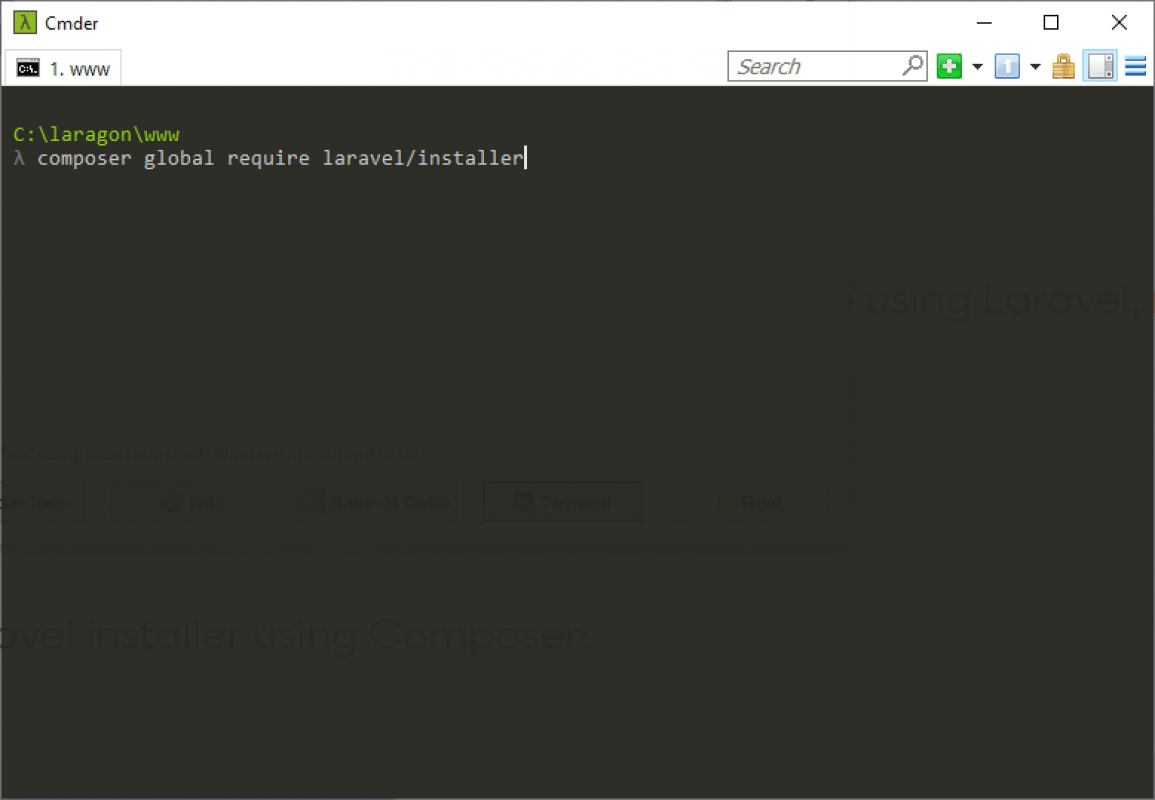 λ Cmder
C:\. 1. www
Search
C:\laragon\www
λ composer global require laravel/installer
using Laravel,
ar Todo Web Base de Datos Terminal Root
avel installer using Composer: